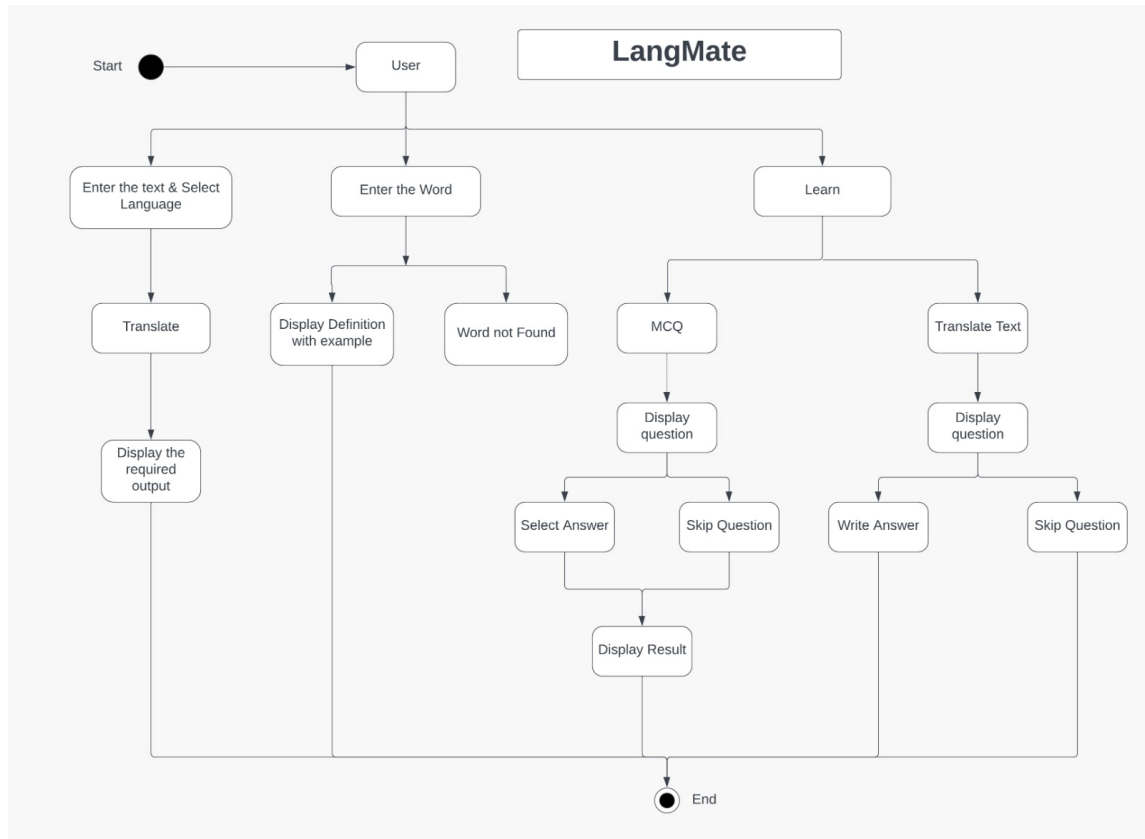 LangMate
Start
User
Enter the text & Select
Language
Enter the Word
Learn
Translate
Display Definition
with example
Word not Found
MCQ
Translate Text
Display
question
Display
question
Display the
required
output
Select Answer
Skip Question
Write Answer
Skip Question
Display Result
End